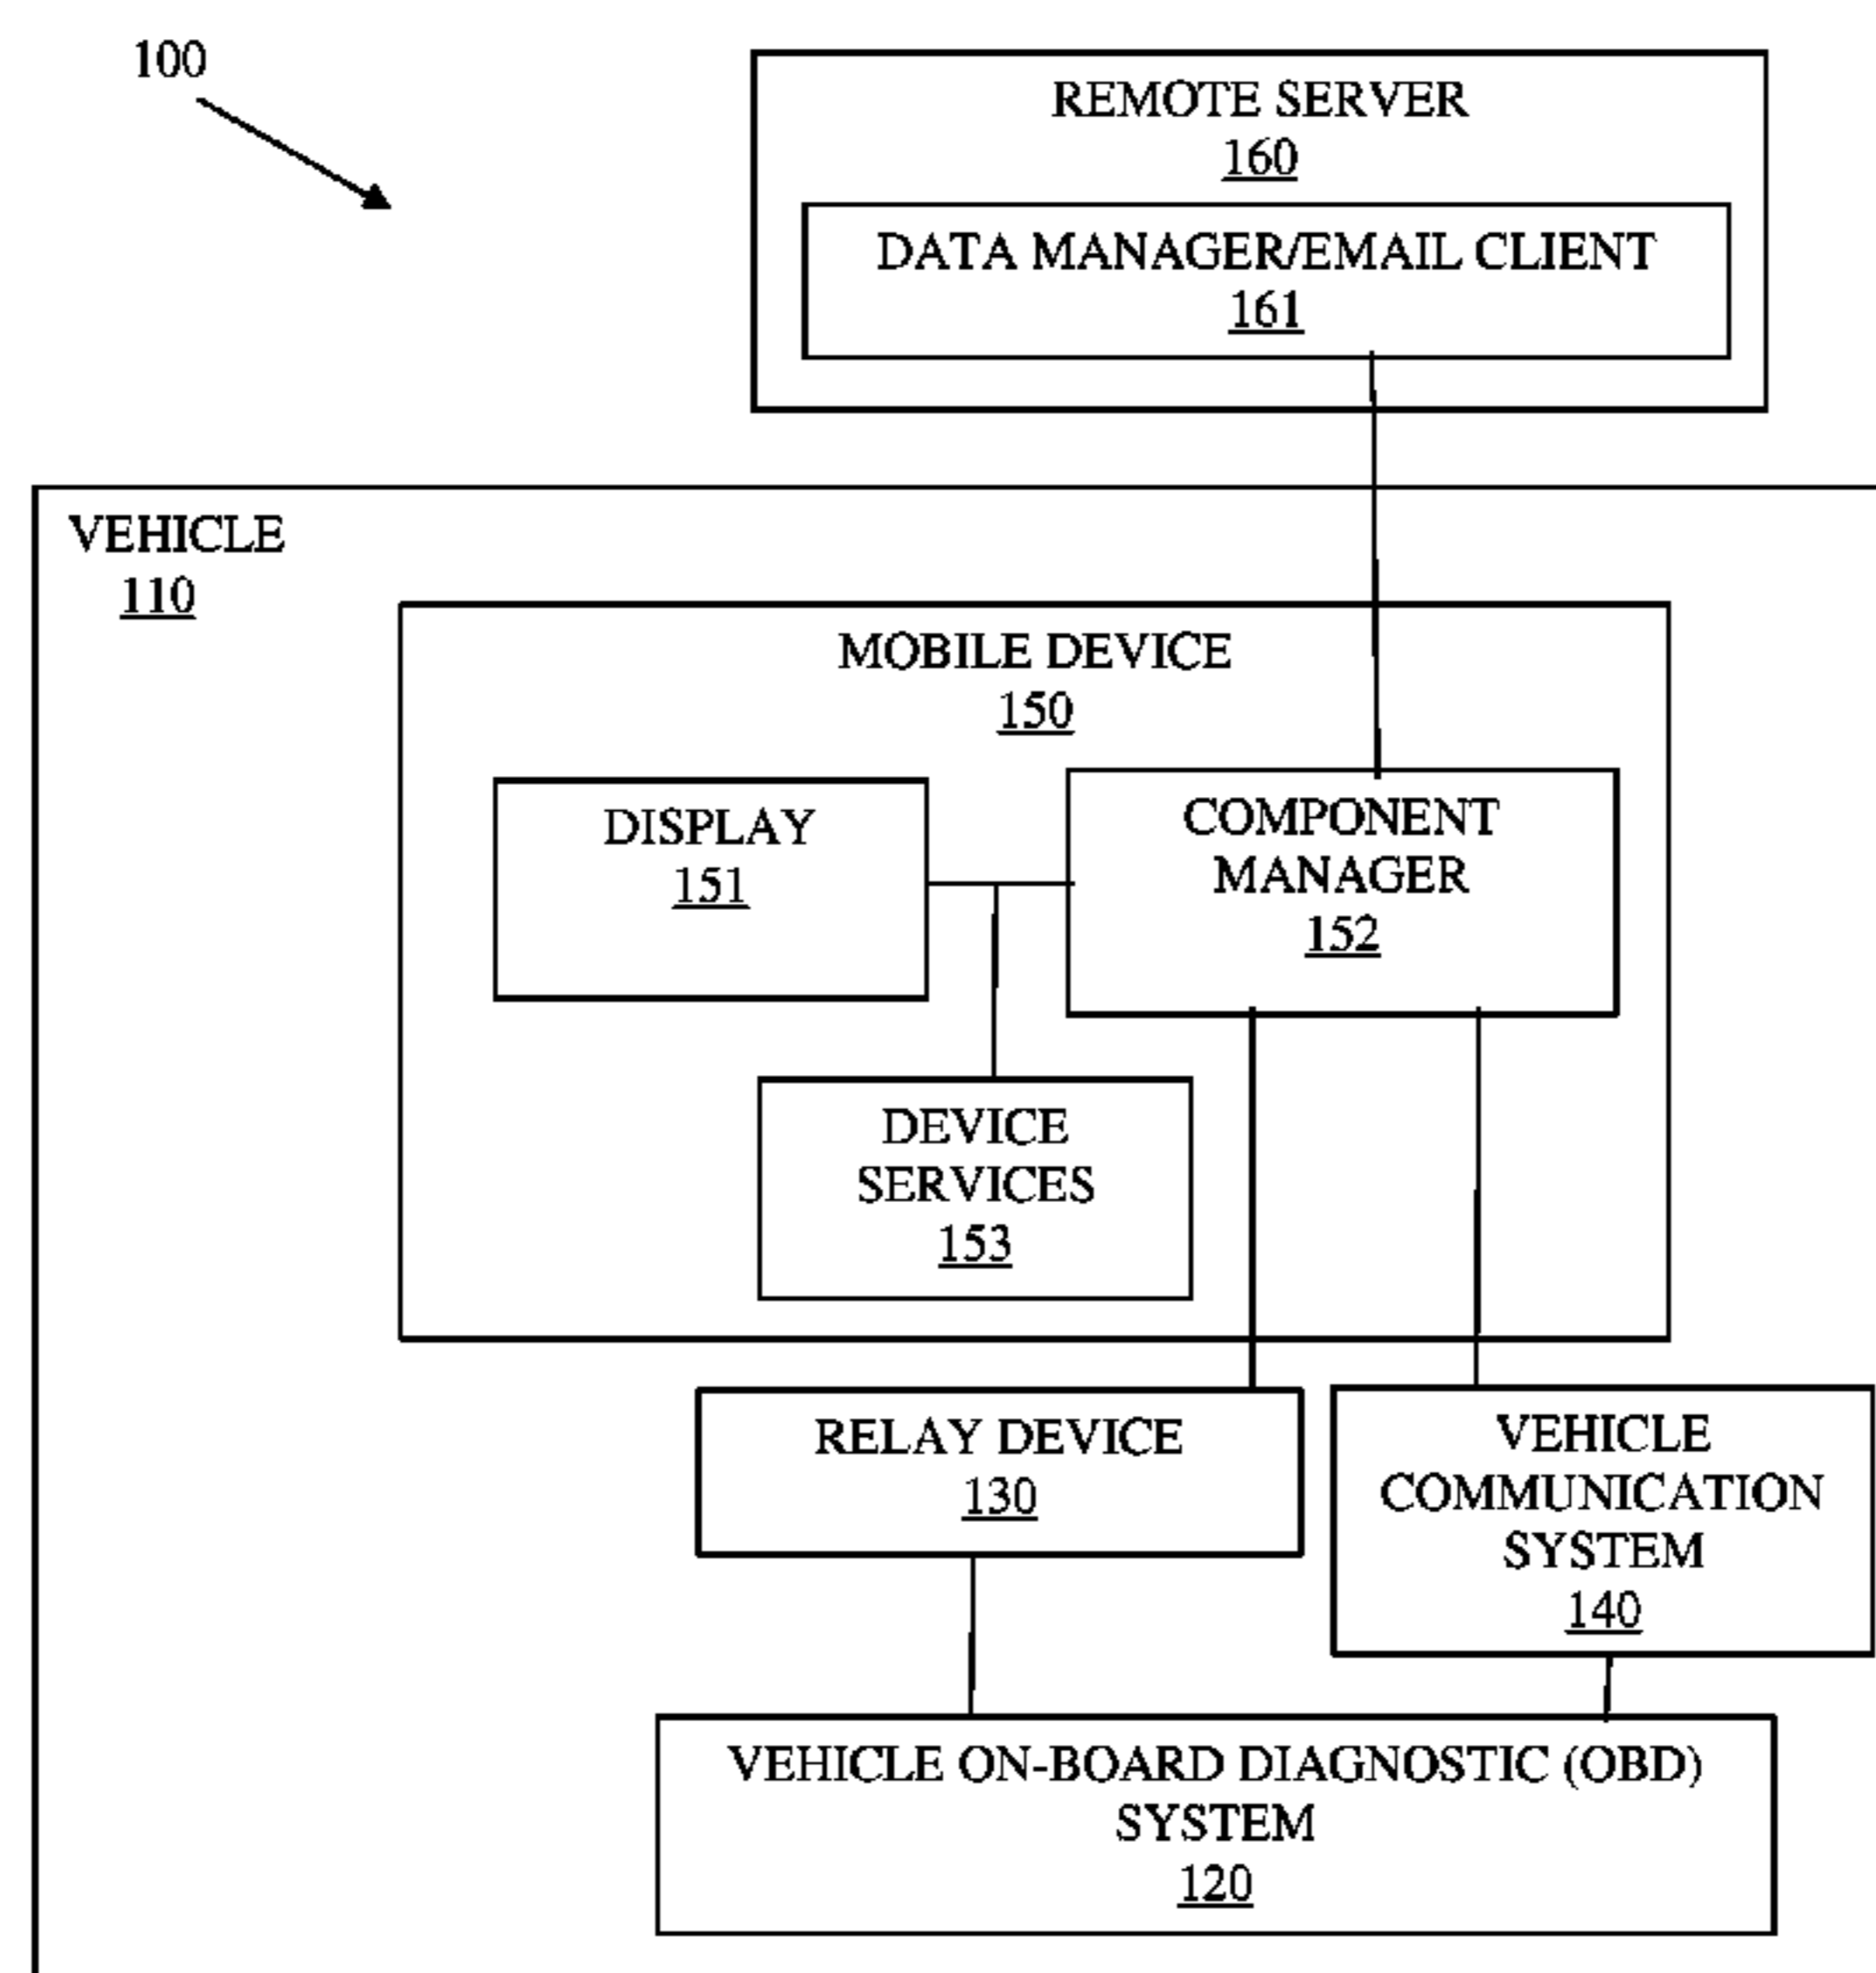 100
REMOTE SERVER
160
DATA MANAGER/EMAIL CLIENT
161
VEHICLE
110
MOBILE DEVICE
150
DISPLAY
151
COMPONENT
MANAGER
152
DEVICE
SERVICES
153
RELAY DEVICE
130
VEHICLE
COMMUNICATION
SYSTEM
140
VEHICLE ON-BOARD DIAGNOSTIC (OBD)
SYSTEM
120